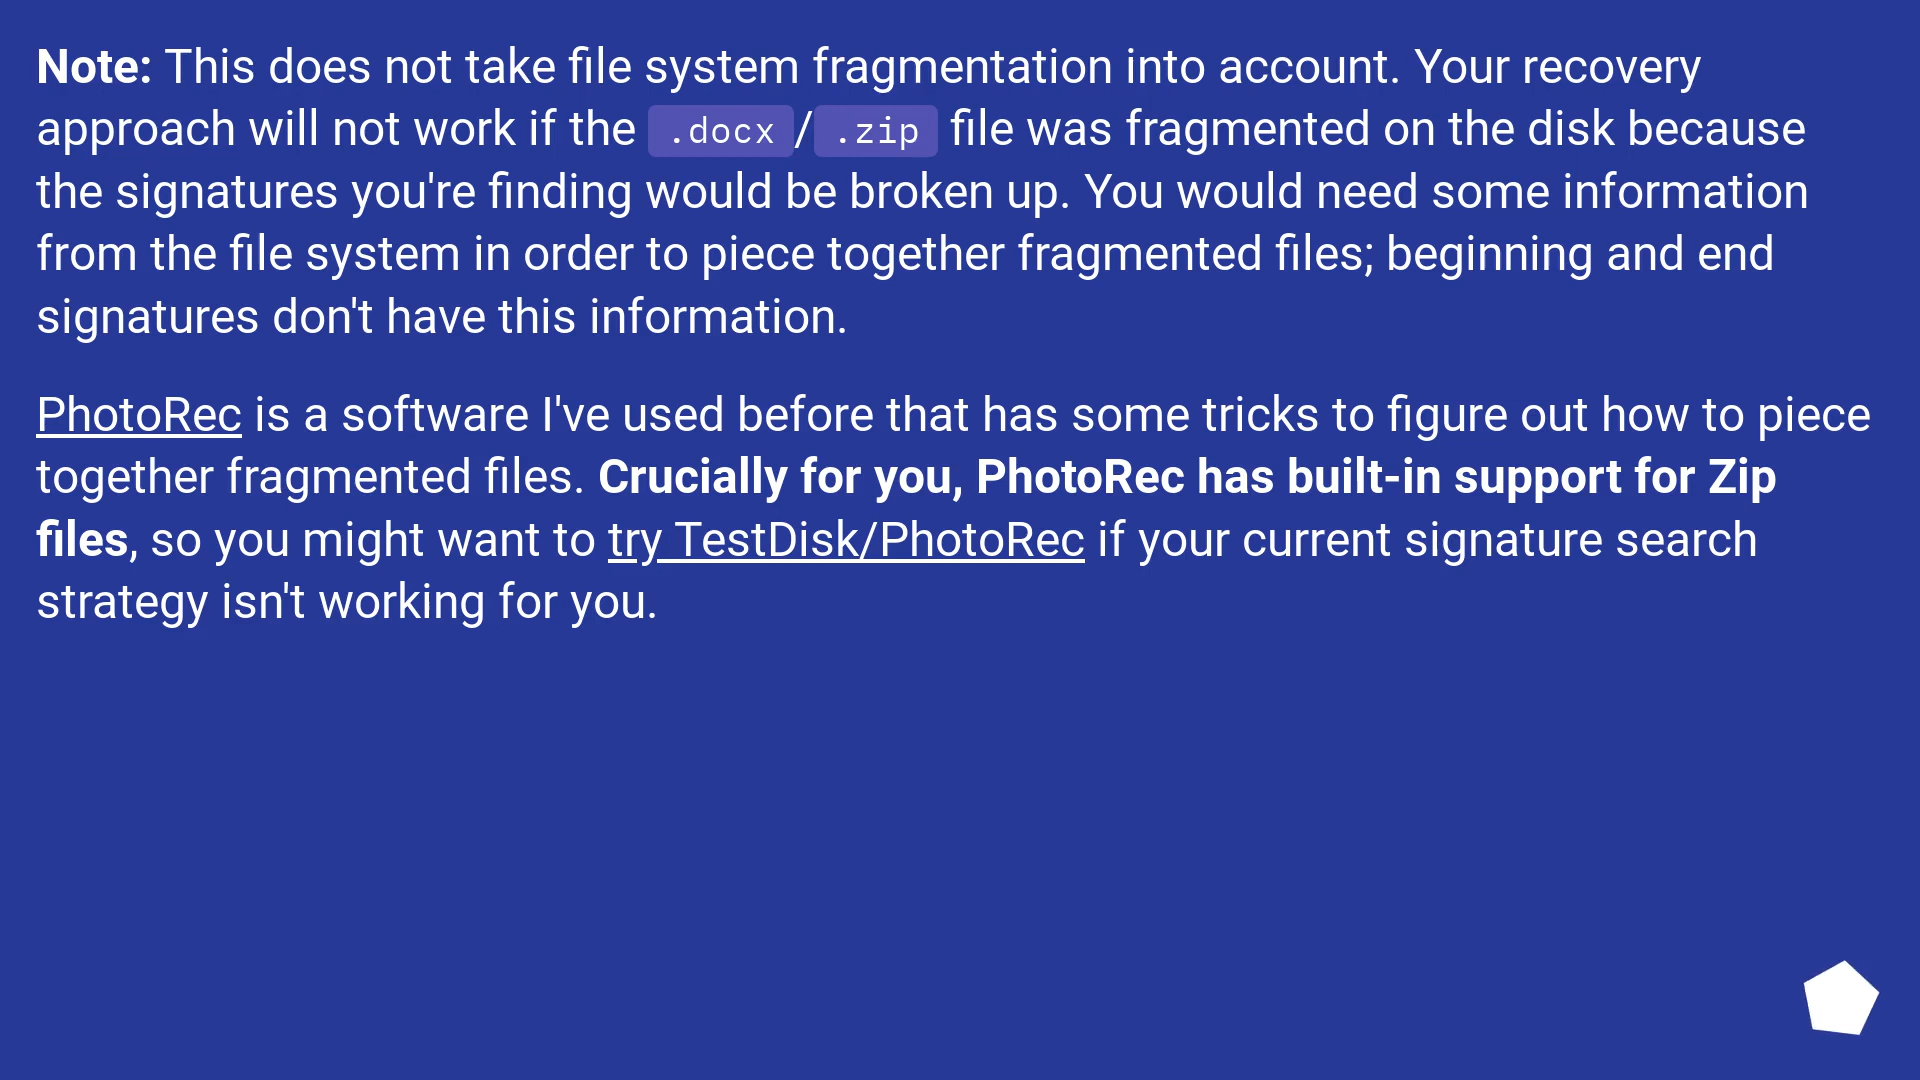 Note: This does not take file system fragmentation into account. Your recovery
approach will not work if the .docx/.zip file was fragmented on the disk because
the signatures you're finding would be broken up. You would need some information
from the file system in order to piece together fragmented files; beginning and end
signatures don't have this information.
PhotoRec is a software I've used before that has some tricks to figure out how to piece
together fragmented files. Crucially for you, PhotoRec has built-in support for Zip
files, so you might want to try TestDisk/PhotoRec if your current signature search
strategy isn't working for you.